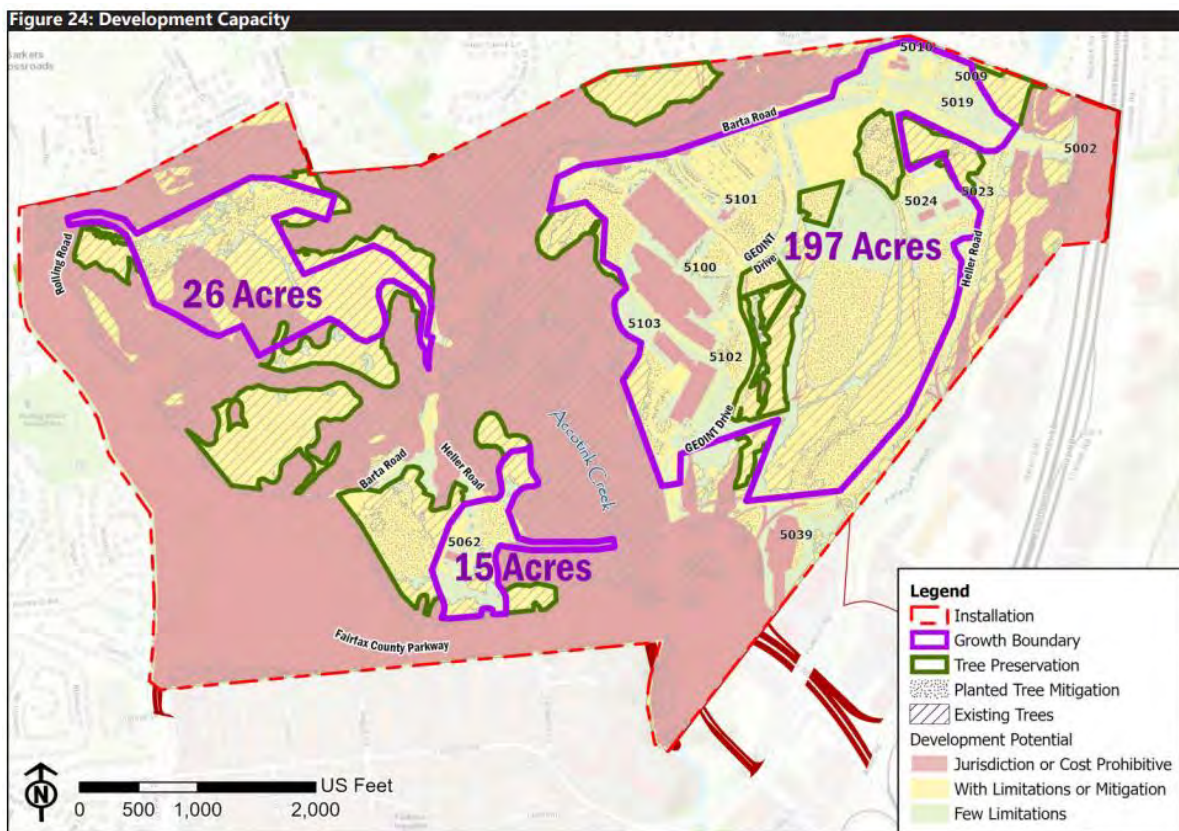 Figure 24: Development Capacity
5010
5009
5019
Barta Road
5002
5101
5024
5023
Rolling Road
197 Acres
GEOINT
Drive
Heller Road
26 Acres
5100
5103
5102
Accotink Creek
GEOINT Drive
Barta Road
Heller Road
5062
15 Acres
5039
Fairfax County Parkway
Legend
Installation
Growth Boundary
Tree Preservation
Planted Tree Mitigation
Existing Trees
Development Potential
Jurisdiction or Cost Prohibitive
With Limitations or Mitigation
Few Limitations
N
US Feet
0 500 1,000 2,000